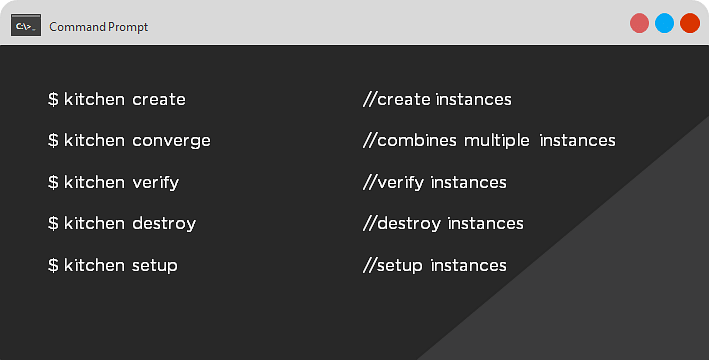 C:\>_ Command Prompt
$ kitchen create //create instances
$ kitchen converge //combines multiple instances
$ kitchen verify //verify instances
$ kitchen destroy //destroy instances
$ kitchen setup //setup instances